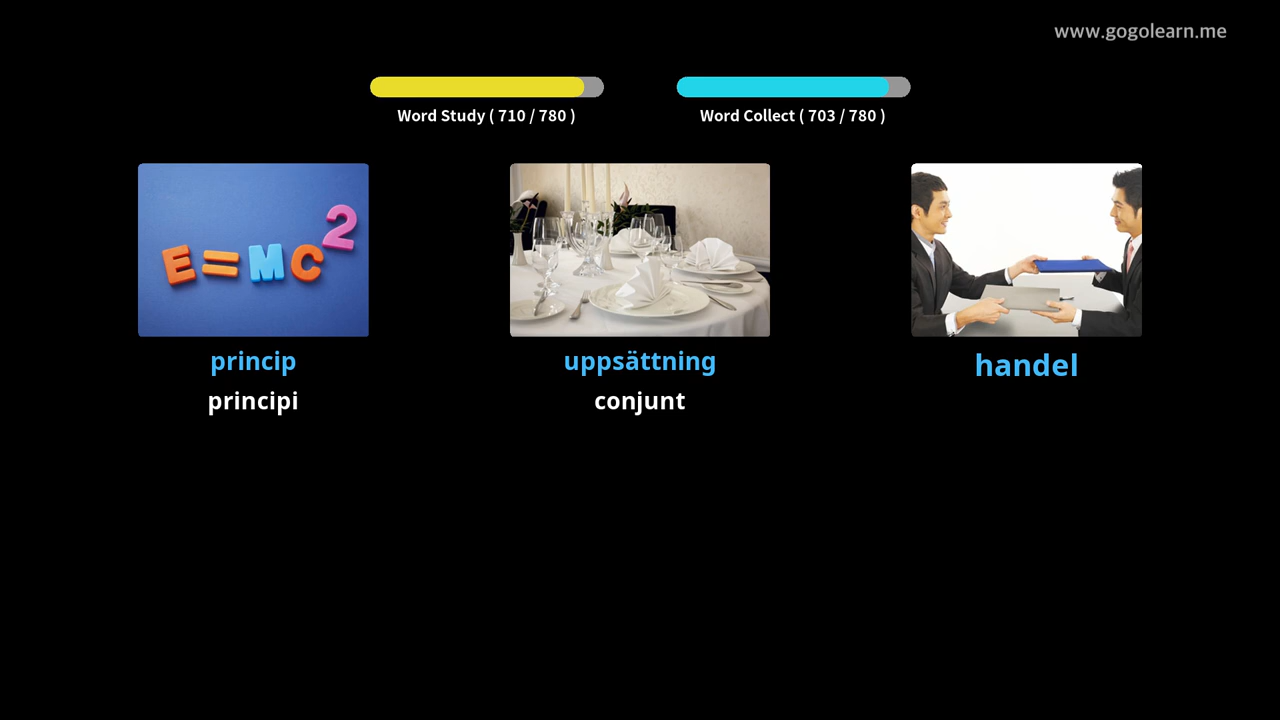 www.gogolearn.me
Word Study ( 710 / 780 )
Word Collect ( 703 / 780 )
E=MC2
princip
uppsättning
handel
principi
conjunt